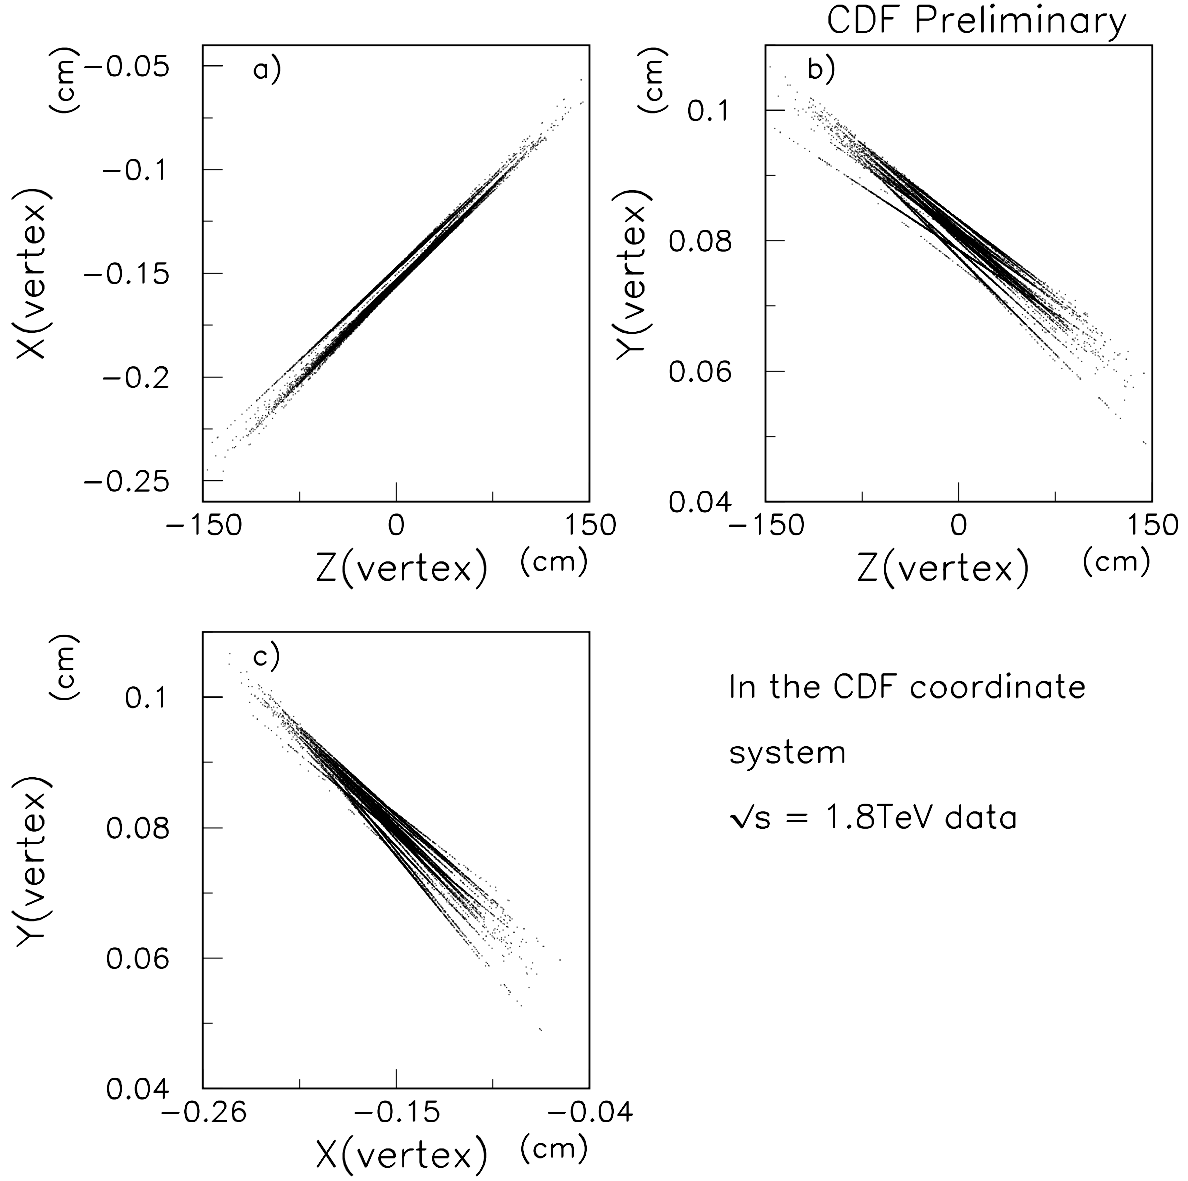 CDF Preliminary
a)
(cm)
−0.05
−0.1
−0.15
−0.2
−0.25
X(vertex)
−150 0 150
Z(vertex) (cm)
b)
(cm)
0.1
0.08
0.06
0.04
Y(vertex)
−150 0 150
Z(vertex) (cm)
c)
(cm)
0.1
0.08
0.06
0.04
Y(vertex)
−0.26 −0.15 −0.04
X(vertex) (cm)
In the CDF coordinate
system
√s = 1.8TeV data